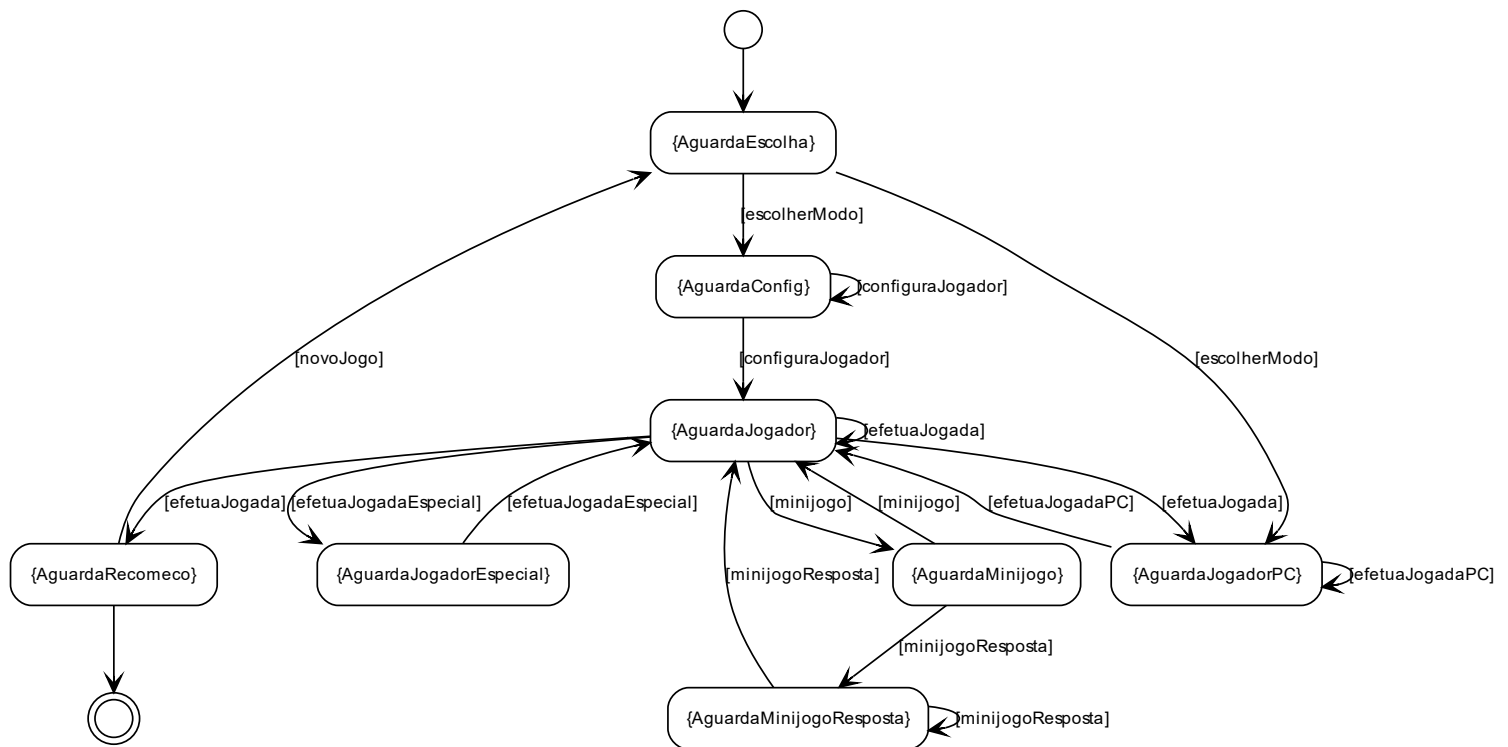 {AguardaEscolha}
[escolherModo]
{AguardaConfig}
[configuraJogador]
[novoJogo]
[configuraJogador]
[escolherModo]
{AguardaJogador}
[efetuaJogada]
[efetuaJogada]
[efetuaJogadaEspecial]
[efetuaJogadaEspecial]
[minijogo]
[minijogo]
[efetuaJogadaPC]
[efetuaJogada]
{AguardaRecomeco}
{AguardaJogadorEspecial}
[minijogoResposta]
{AguardaMinijogo}
{AguardaJogadorPC}
[efetuaJogadaPC]
[minijogoResposta]
{AguardaMinijogoResposta}
[minijogoResposta]